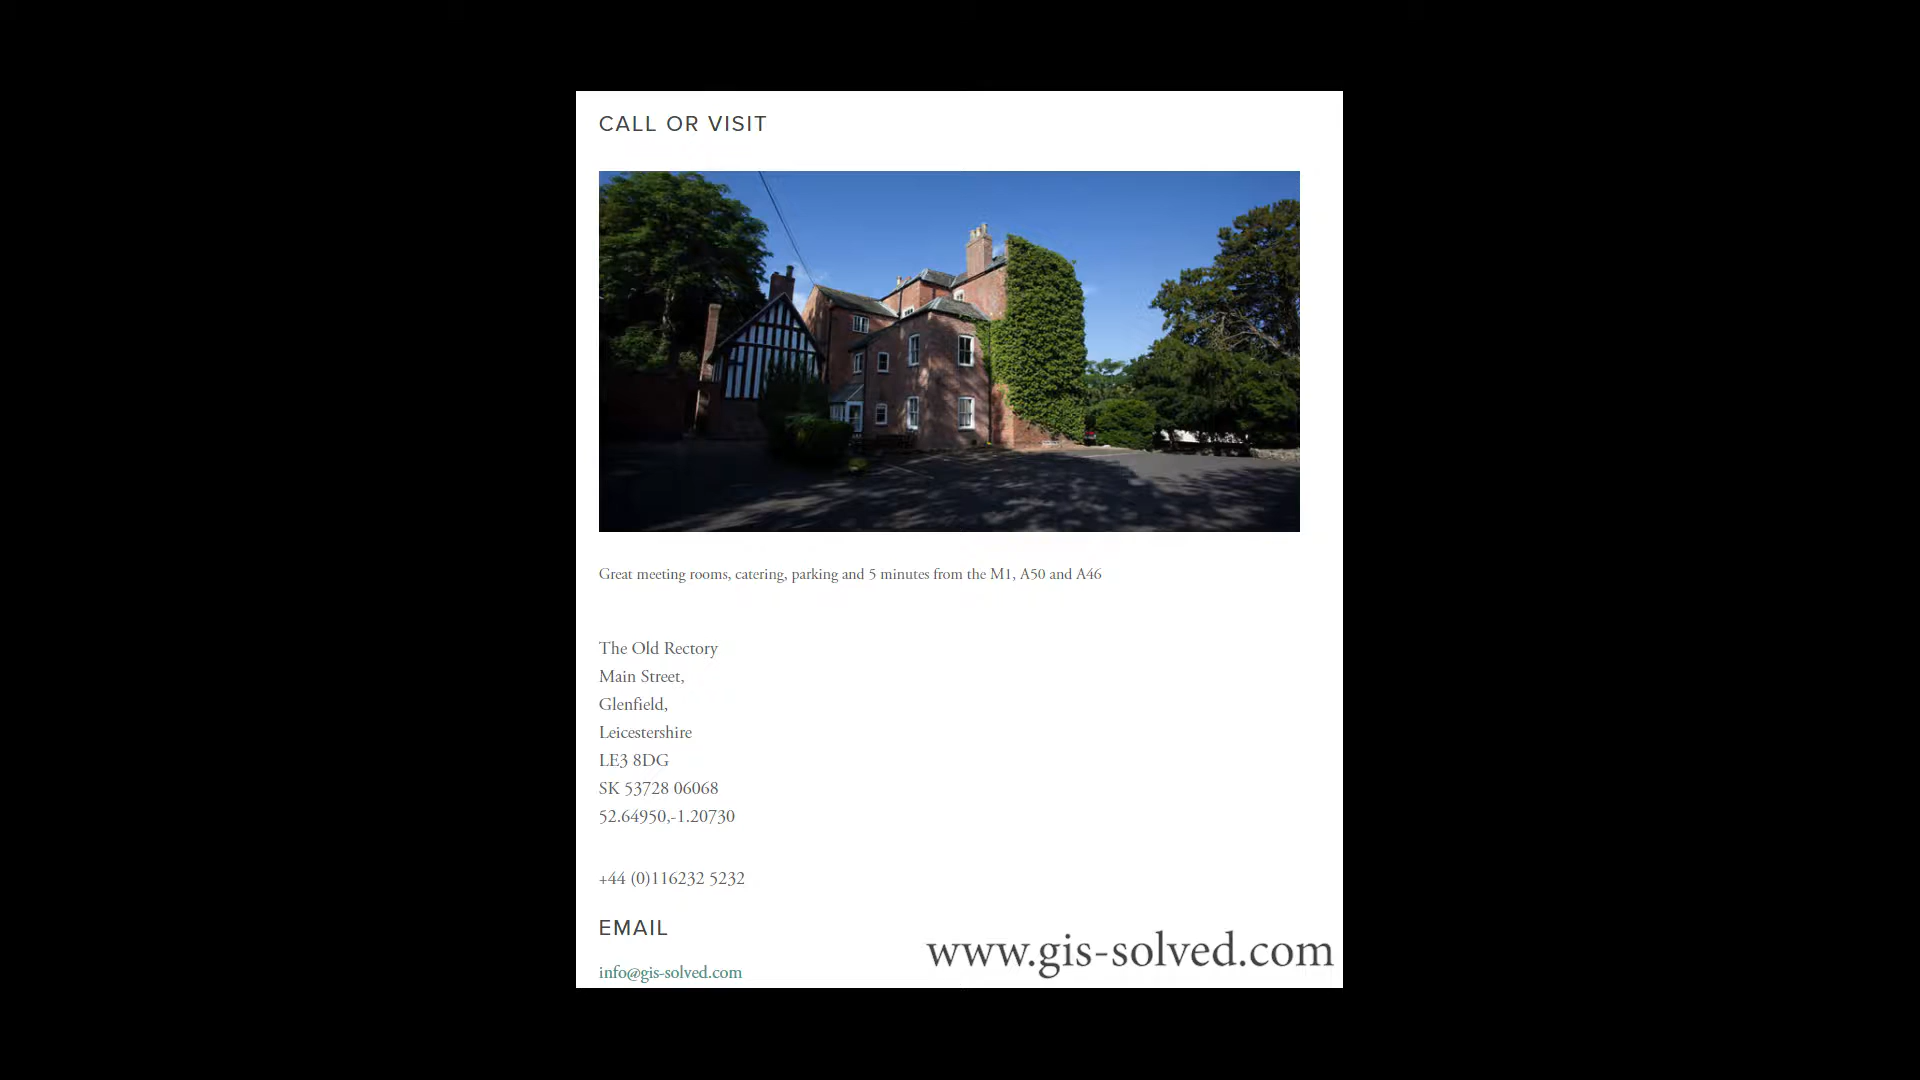 CALL OR VISIT
Great meeting rooms, catering, parking and 5 minutes from the M1, A50 and A46
The Old Rectory
Main Street,
Glenfield,
Leicestershire
LE3 8DG
SK 53728 06068
52.64950,-1.20730
+44 (0)116232 5232
EMAIL
info@gis-solved.com
www.gis-solved.com